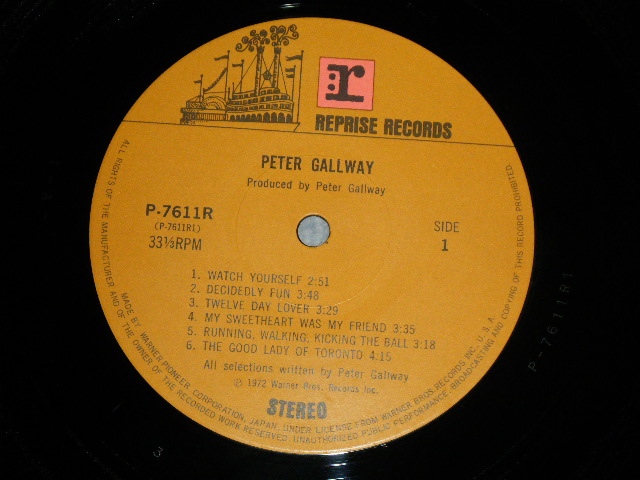 :r
REPRISE RECORDS
PETER GALLWAY
Produced by Peter Gallway
P-7611R
(P-7611R1)
33⅓RPM
SIDE
1
1. WATCH YOURSELF 2:51
2. DECIDEDLY FUN 3:48
3. TWELVE DAY LOVER 3:29
4. MY SWEETHEART WAS MY FRIEND 3:35
5. RUNNING, WALKING, KICKING THE BALL 3:18
6. THE GOOD LADY OF TORONTO 4:15
All selections written by Peter Gallway
℗ 1972 Warner Bros. Records Inc.
STEREO
MADE BY WARNER-PIONEER CORPORATION, JAPAN, UNDER LICENSE FROM WARNER BROS. RECORDS INC., U.S.A.
ALL RIGHTS OF THE MANUFACTURER AND OF THE OWNER OF THE RECORDED WORK RESERVED. UNAUTHORIZED PUBLIC PERFORMANCE, BROADCASTING AND COPYING OF THIS RECORD PROHIBITED.
P-7611R1